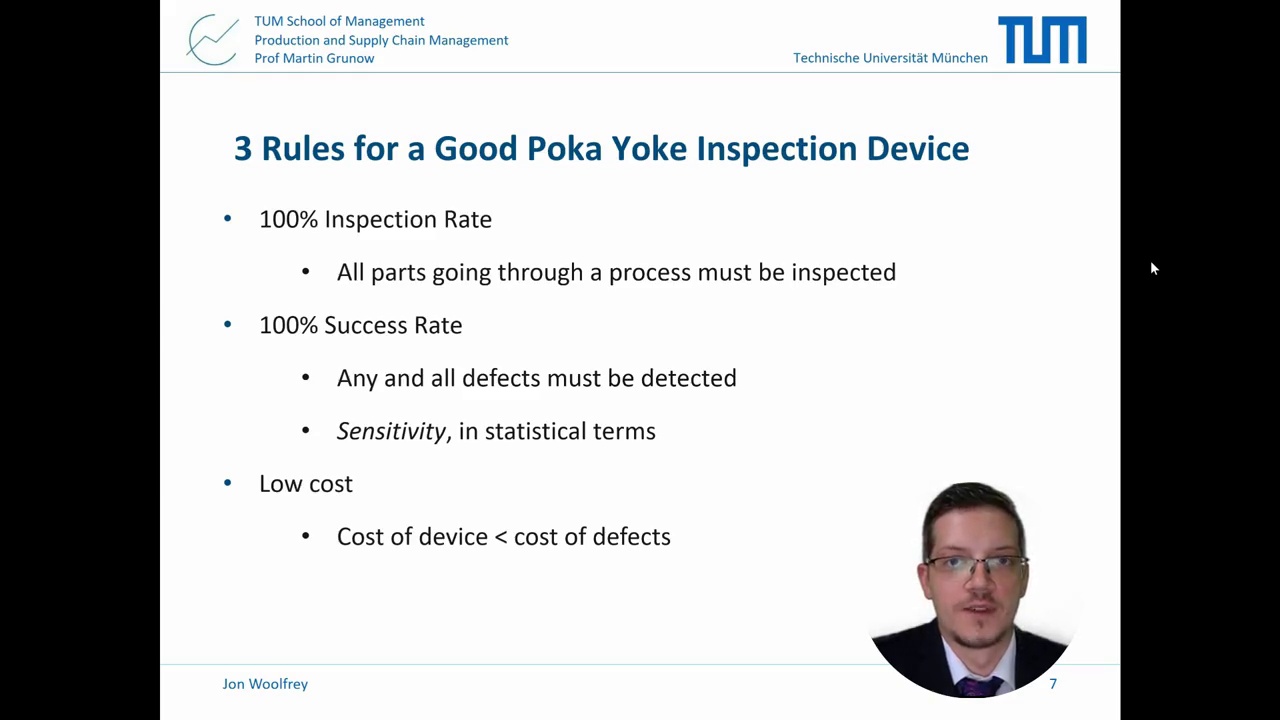 TUM School of Management
Production and Supply Chain Management
Prof Martin Grunow
Technische Universität München
TUM
3 Rules for a Good Poka Yoke Inspection Device
• 100% Inspection Rate
• All parts going through a process must be inspected
• 100% Success Rate
• Any and all defects must be detected
• Sensitivity, in statistical terms
• Low cost
• Cost of device < cost of defects
Jon Woolfrey
7